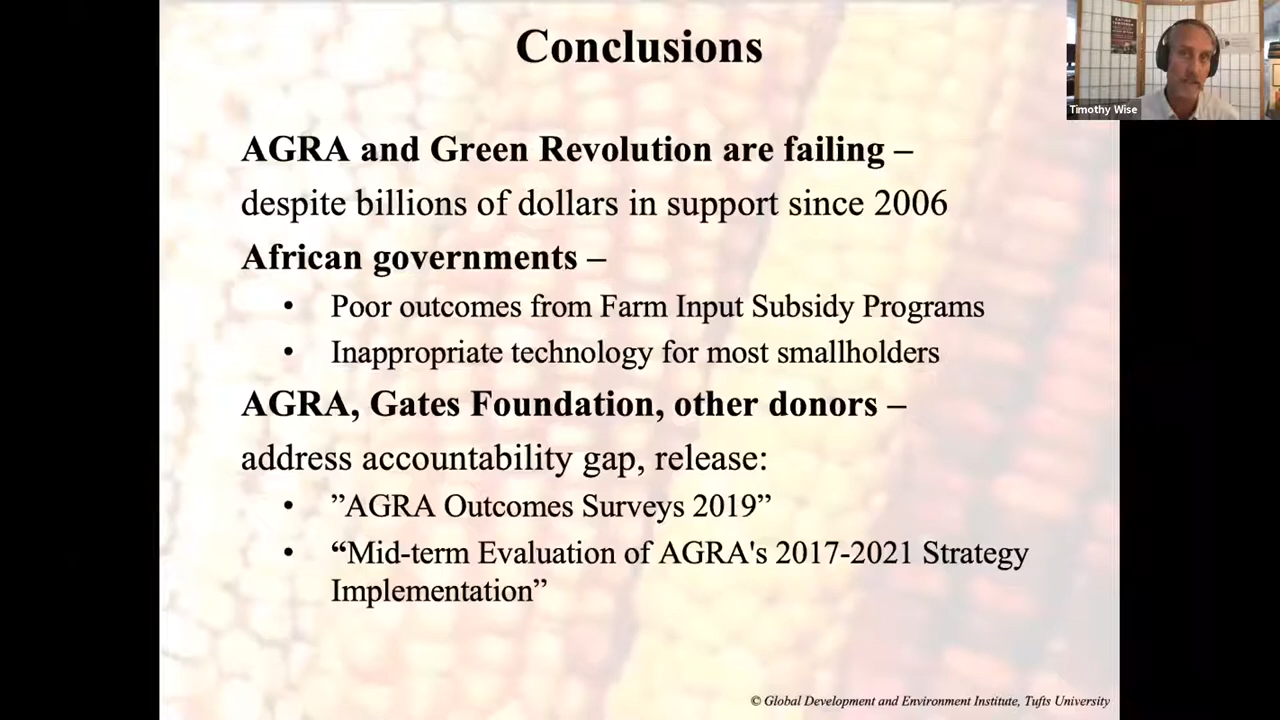 Conclusions
Timothy Wise
AGRA and Green Revolution are failing –
despite billions of dollars in support since 2006
African governments –
• Poor outcomes from Farm Input Subsidy Programs
• Inappropriate technology for most smallholders
AGRA, Gates Foundation, other donors –
address accountability gap, release:
• ”AGRA Outcomes Surveys 2019”
• “Mid-term Evaluation of AGRA's 2017-2021 Strategy
Implementation”
© Global Development and Environment Institute, Tufts University